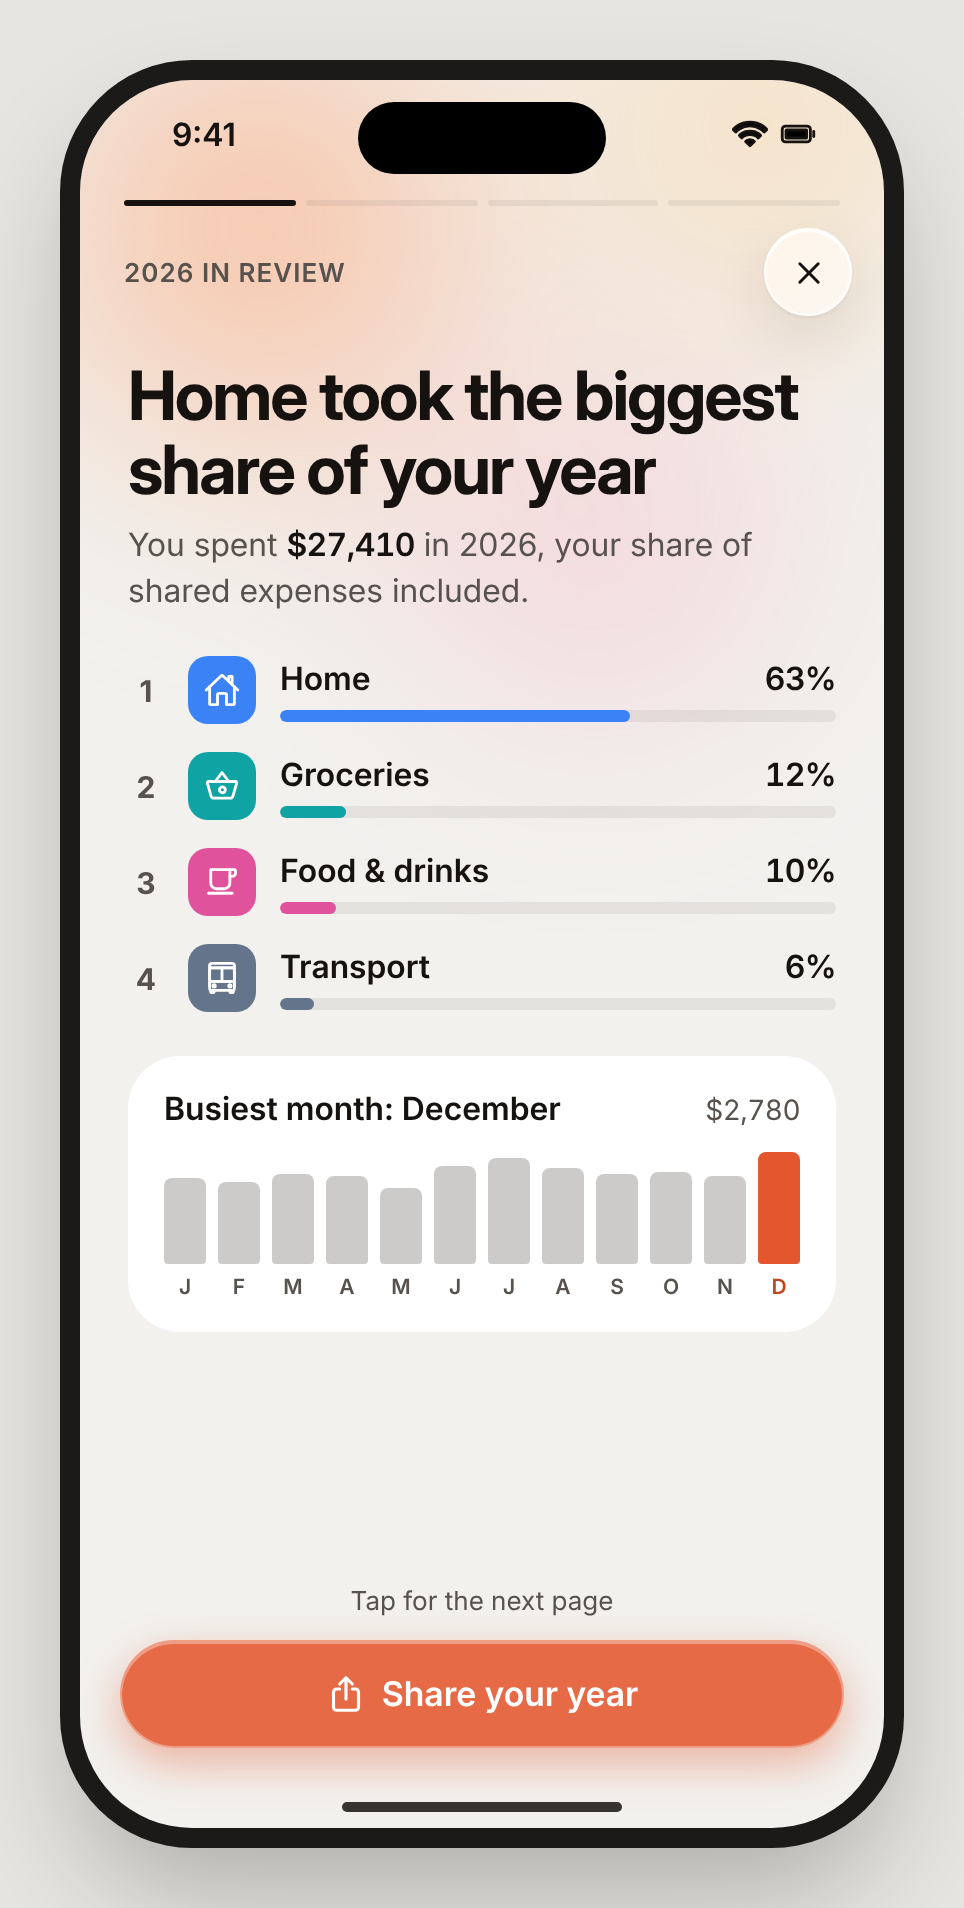 9:41
2026 IN REVIEW
Home took the biggest
share of your year
You spent $27,410 in 2026, your share of
shared expenses included.
1 Home 63%
2 Groceries 12%
3 Food & drinks 10%
4 Transport 6%
Busiest month: December $2,780
J F M A M J J A S O N D
Tap for the next page
Share your year